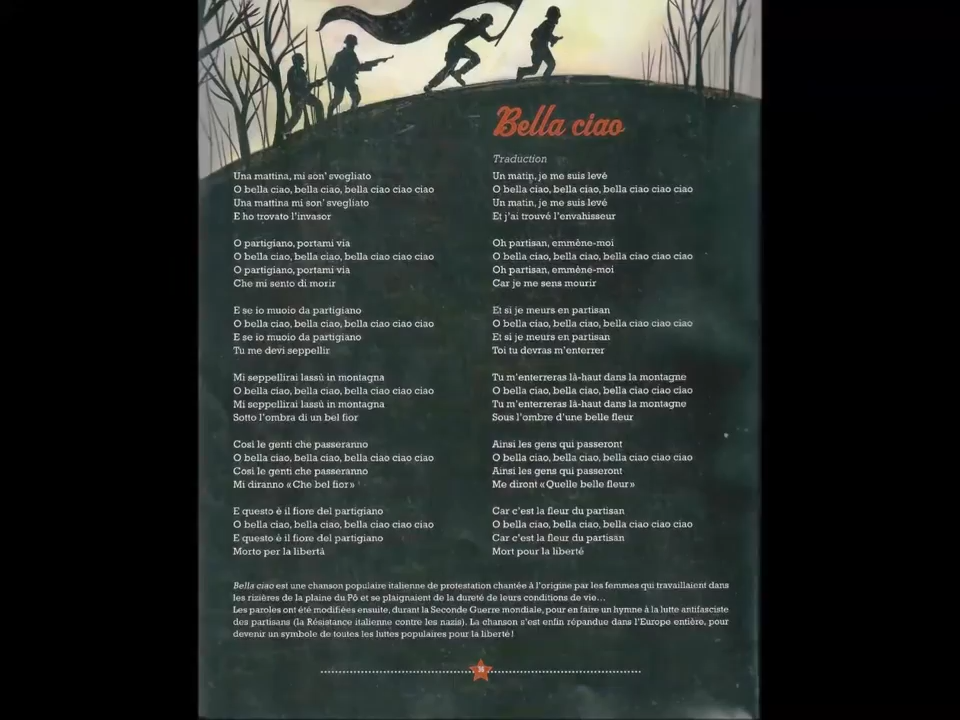 Bella ciao
Una mattina, mi son' svegliato
O bella ciao, bella ciao, bella ciao ciao ciao
Una mattina mi son' svegliato
E ho trovato l'invasor
O partigiano, portami via
O bella ciao, bella ciao, bella ciao ciao ciao
O partigiano, portami via
Che mi sento di morir
E se io muoio da partigiano
O bella ciao, bella ciao, bella ciao ciao ciao
E se io muoio da partigiano
Tu me devi seppellir
Mi seppellirai lassù in montagna
O bella ciao, bella ciao, bella ciao ciao ciao
Mi seppellirai lassù in montagna
Sotto l'ombra di un bel fior
Così le genti che passeranno
O bella ciao, bella ciao, bella ciao ciao ciao
Così le genti che passeranno
Mi diranno «Che bel fior»
E questo è il fiore del partigiano
O bella ciao, bella ciao, bella ciao ciao ciao
E questo è il fiore del partigiano
Morto per la libertà
Traduction
Un matin, je me suis levé
O bella ciao, bella ciao, bella ciao ciao ciao
Un matin, je me suis levé
Et j'ai trouvé l'envahisseur
Oh partisan, emmène-moi
O bella ciao, bella ciao, bella ciao ciao ciao
Oh partisan, emmène-moi
Car je me sens mourir
Et si je meurs en partisan
O bella ciao, bella ciao, bella ciao ciao ciao
Et si je meurs en partisan
Toi tu devras m'enterrer
Tu m'enterreras là-haut dans la montagne
O bella ciao, bella ciao, bella ciao ciao ciao
Tu m'enterreras là-haut dans la montagne
Sous l'ombre d'une belle fleur
Ainsi les gens qui passeront
O bella ciao, bella ciao, bella ciao ciao ciao
Ainsi les gens qui passeront
Me diront «Quelle belle fleur»
Car c'est la fleur du partisan
O bella ciao, bella ciao, bella ciao ciao ciao
Car c'est la fleur du partisan
Mort pour la liberté
Bella ciao est une chanson populaire italienne de protestation chantée à l'origine par les femmes qui travaillaient dans
les rizières de la plaine du Pô et se plaignaient de la dureté de leurs conditions de vie...
Les paroles ont été modifiées ensuite, durant la Seconde Guerre mondiale, pour en faire un hymne à la lutte antifasciste
des partisans (la Résistance italienne contre les nazis). La chanson s'est enfin répandue dans l'Europe entière, pour
devenir un symbole de toutes les luttes populaires pour la liberté !